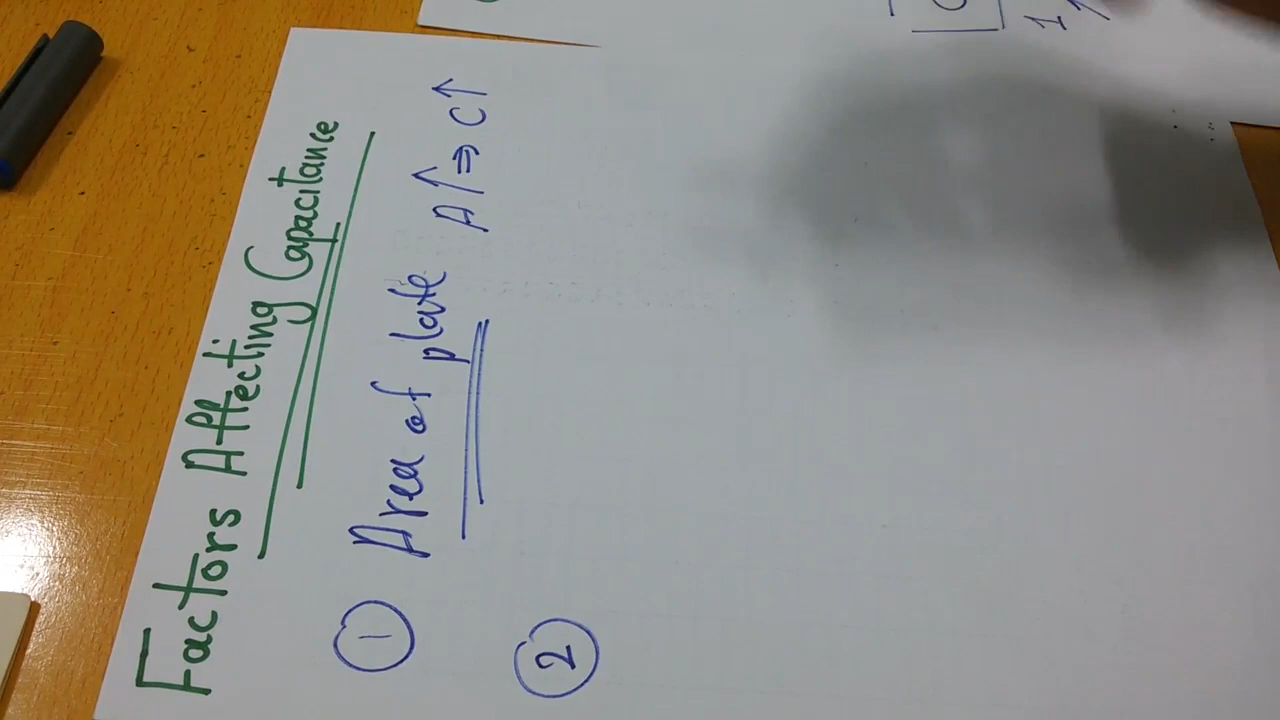 Factors Affecting Capacitance
① Area of plate A↑ ⇒ C↑
②